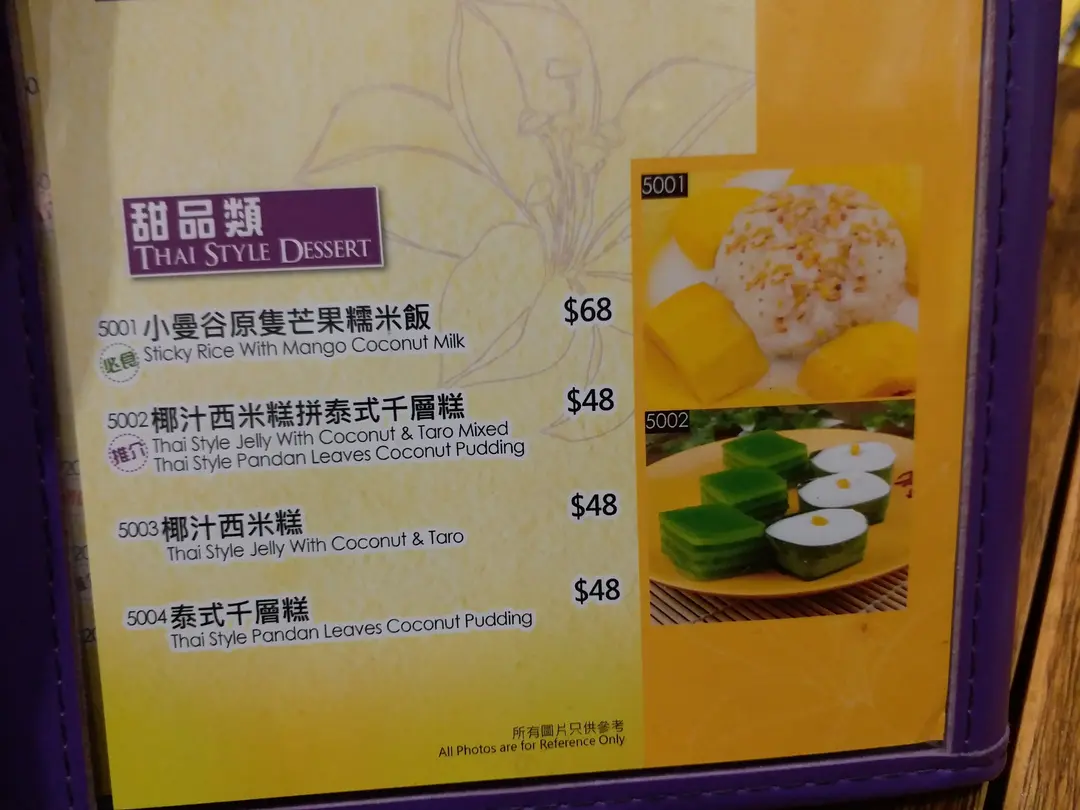 甜品類
THAI STYLE DESSERT
5001 小曼谷原隻芒果糯米飯 $68
必食 Sticky Rice With Mango Coconut Milk
5002 椰汁西米糕拼泰式千層糕 $48
推介 Thai Style Jelly With Coconut & Taro Mixed
Thai Style Pandan Leaves Coconut Pudding
5003 椰汁西米糕 $48
Thai Style Jelly With Coconut & Taro
5004 泰式千層糕 $48
Thai Style Pandan Leaves Coconut Pudding
所有圖片只供參考
All Photos are for Reference Only
5001
5002